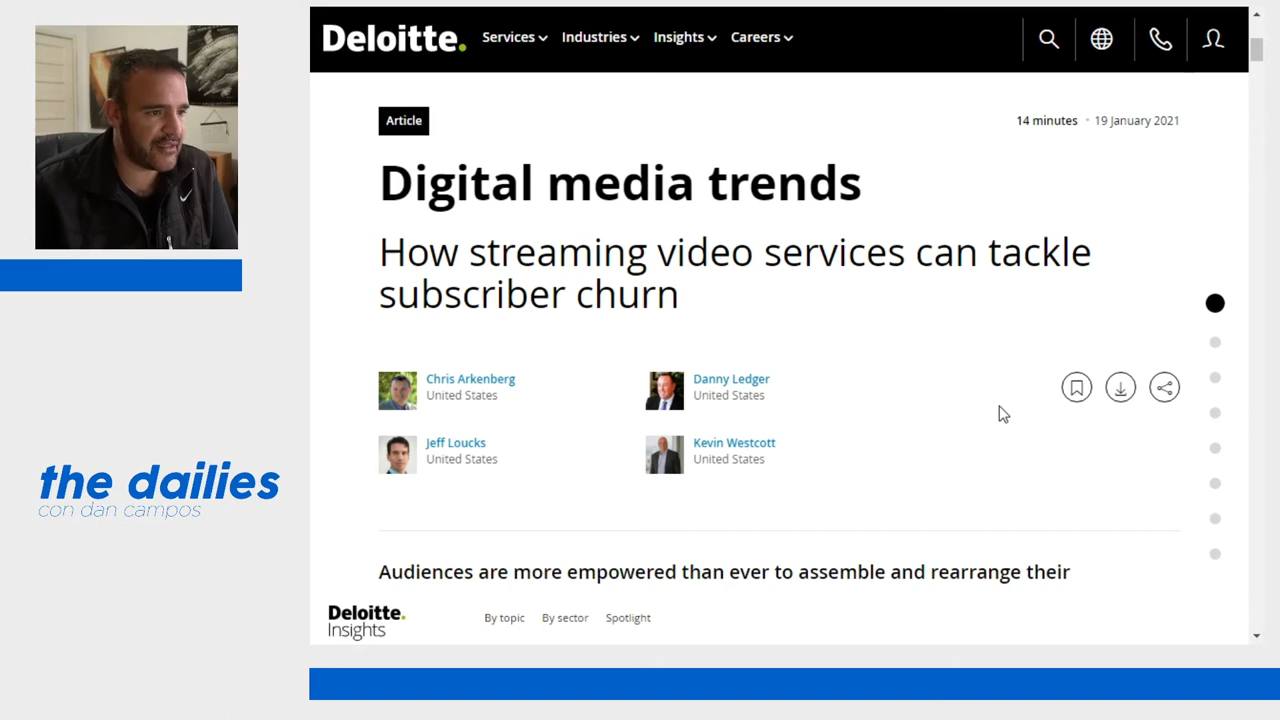 Deloitte.
Services Industries Insights Careers
Article
14 minutes • 19 January 2021
Digital media trends
How streaming video services can tackle
subscriber churn
Chris Arkenberg
United States
Danny Ledger
United States
Jeff Loucks
United States
Kevin Westcott
United States
the dailies
con dan campos
Audiences are more empowered than ever to assemble and rearrange their
Deloitte.
Insights
By topic By sector Spotlight